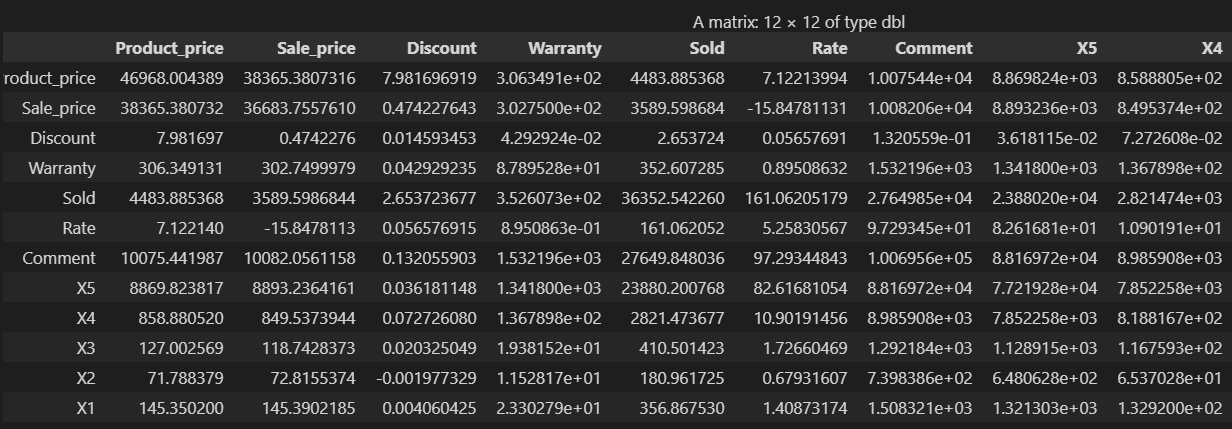 A matrix: 12 × 12 of type dbl
Product_price Sale_price Discount Warranty Sold Rate Comment X5 X4
roduct_price 46968.004389 38365.3807316 7.981696919 3.063491e+02 4483.885368 7.12213994 1.007544e+04 8.869824e+03 8.588805e+02
Sale_price 38365.380732 36683.7557610 0.474227643 3.027500e+02 3589.598684 -15.84781131 1.008206e+04 8.893236e+03 8.495374e+02
Discount 7.981697 0.4742276 0.014593453 4.292924e-02 2.653724 0.05657691 1.320559e-01 3.618115e-02 7.272608e-02
Warranty 306.349131 302.7499979 0.042929235 8.789528e+01 352.607285 0.89508632 1.532196e+03 1.341800e+03 1.367898e+02
Sold 4483.885368 3589.5986844 2.653723677 3.526073e+02 36352.542260 161.06205179 2.764985e+04 2.388020e+04 2.821474e+03
Rate 7.122140 -15.8478113 0.056576915 8.950863e-01 161.062052 5.25830567 9.729345e+01 8.261681e+01 1.090191e+01
Comment 10075.441987 10082.0561158 0.132055903 1.532196e+03 27649.848036 97.29344843 1.006956e+05 8.816972e+04 8.985908e+03
X5 8869.823817 8893.2364161 0.036181148 1.341800e+03 23880.200768 82.61681054 8.816972e+04 7.721928e+04 7.852258e+03
X4 858.880520 849.5373944 0.072726080 1.367898e+02 2821.473677 10.90191456 8.985908e+03 7.852258e+03 8.188167e+02
X3 127.002569 118.7428373 0.020325049 1.938152e+01 410.501423 1.72660469 1.292184e+03 1.128915e+03 1.167593e+02
X2 71.788379 72.8155374 -0.001977329 1.152817e+01 180.961725 0.67931607 7.398386e+02 6.480628e+02 6.537028e+01
X1 145.350200 145.3902185 0.004060425 2.330279e+01 356.867530 1.40873174 1.508321e+03 1.321303e+03 1.329200e+02